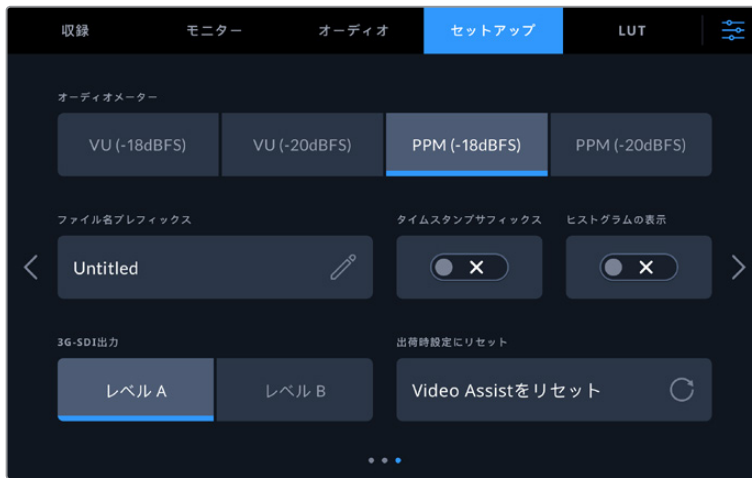 収録 モニター オーディオ セットアップ LUT
オーディオメーター
VU (-18dBFS) VU (-20dBFS) PPM (-18dBFS) PPM (-20dBFS)
ファイル名プレフィックス タイムスタンプサフィックス ヒストグラムの表示
Untitled
3G-SDI出力 出荷時設定にリセット
レベル A レベル B Video Assistをリセット